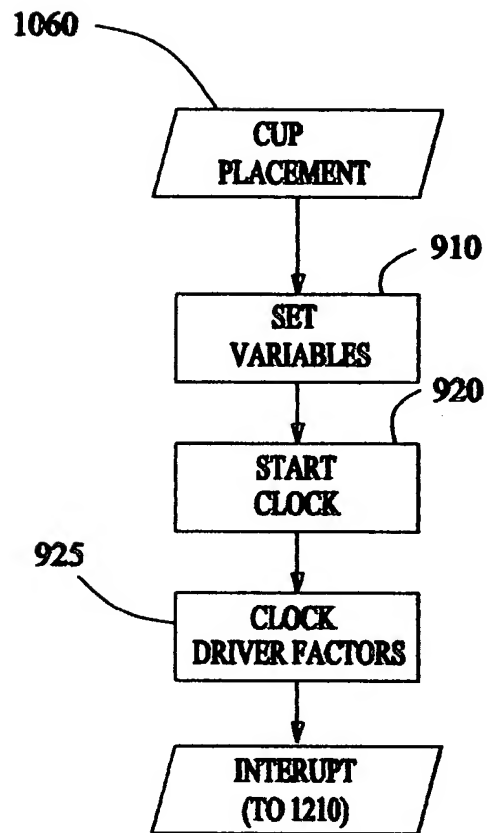 1060
CUP
PLACEMENT
910
SET
VARIABLES
920
START
CLOCK
925
CLOCK
DRIVER FACTORS
INTERUPT
(TO 1210)